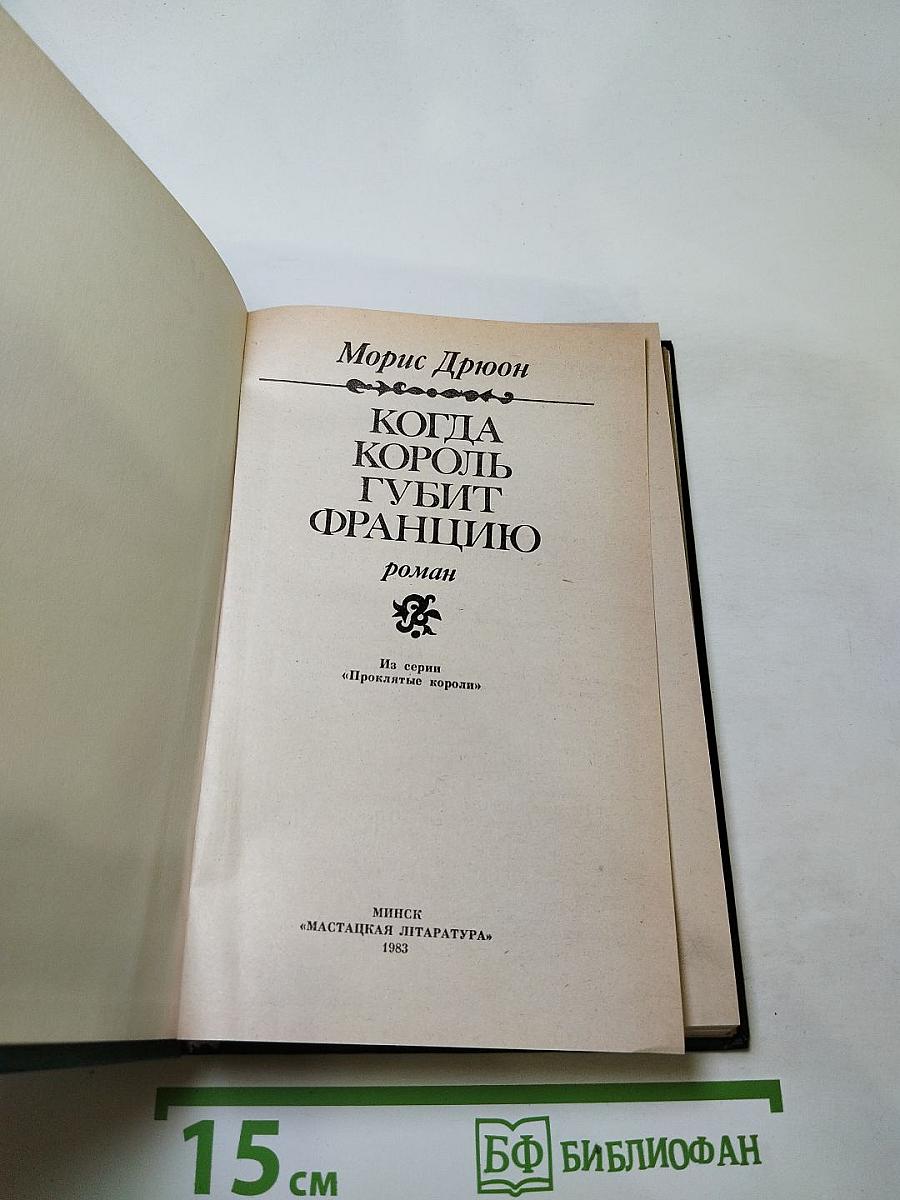 Морис Дрюон
КОГДА
КОРОЛЬ
ГУБИТ
ФРАНЦИЮ
роман
Из серии
«Проклятые короли»
МИНСК
«МАСТАЦКАЯ ЛІТАРАТУРА»
1983
15 см
БФ БИБЛИОФАН